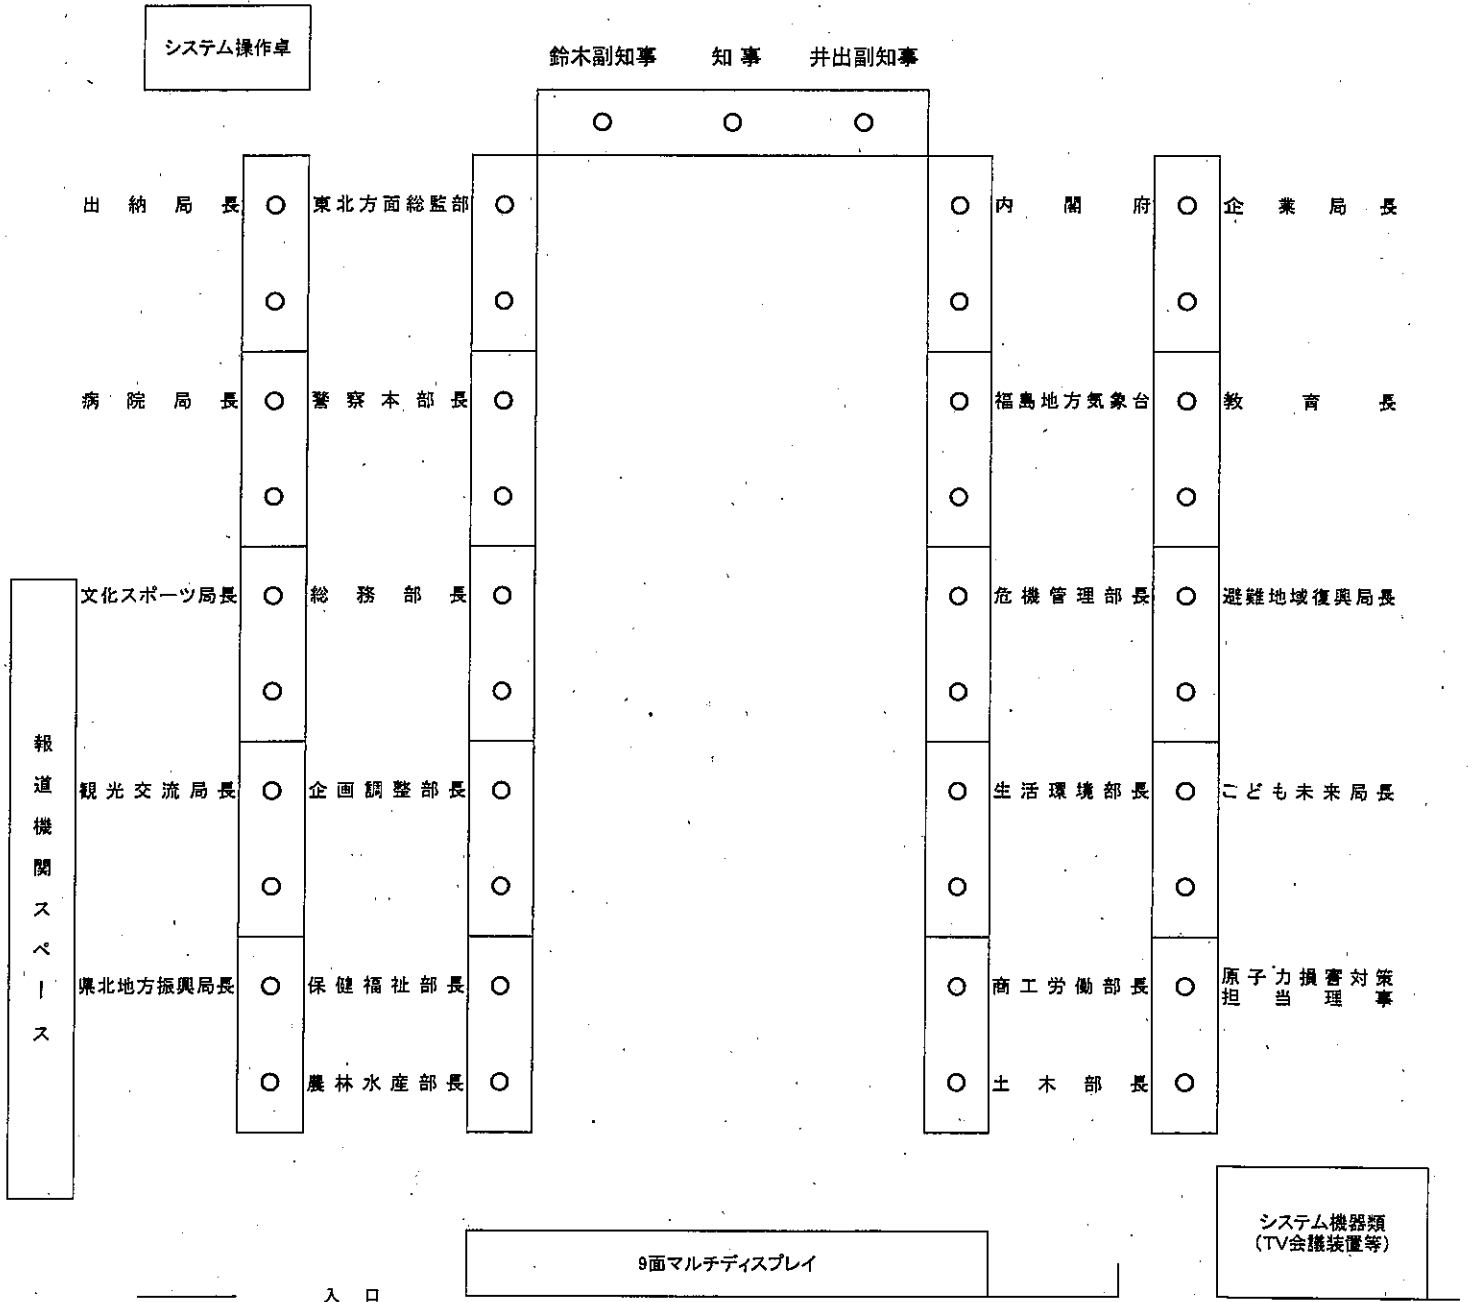 システム操作卓
鈴木副知事 知事 井出副知事
出納局長 東北方面総監部 内閣府 企業局長
病院局長 警察本部長 福島地方気象台 教育長
文化スポーツ局長 総務部長 危機管理部長 避難地域復興局長
観光交流局長 企画調整部長 生活環境部長 こども未来局長
県北地方振興局長 保健福祉部長 商工労働部長 原子力損害対策
担当理事
農林水産部長 土木部長
報道機関スペース
システム機器類
(TV会議装置等)
9面マルチディスプレイ
入口